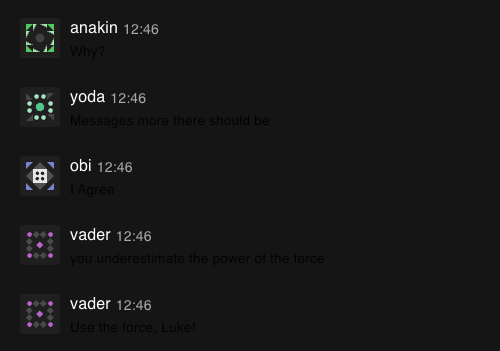 anakin 12:46
Why?
yoda 12:46
Messages more there should be
obi 12:46
I Agree
vader 12:46
you underestimate the power of the force
vader 12:46
Use the force, Luke!